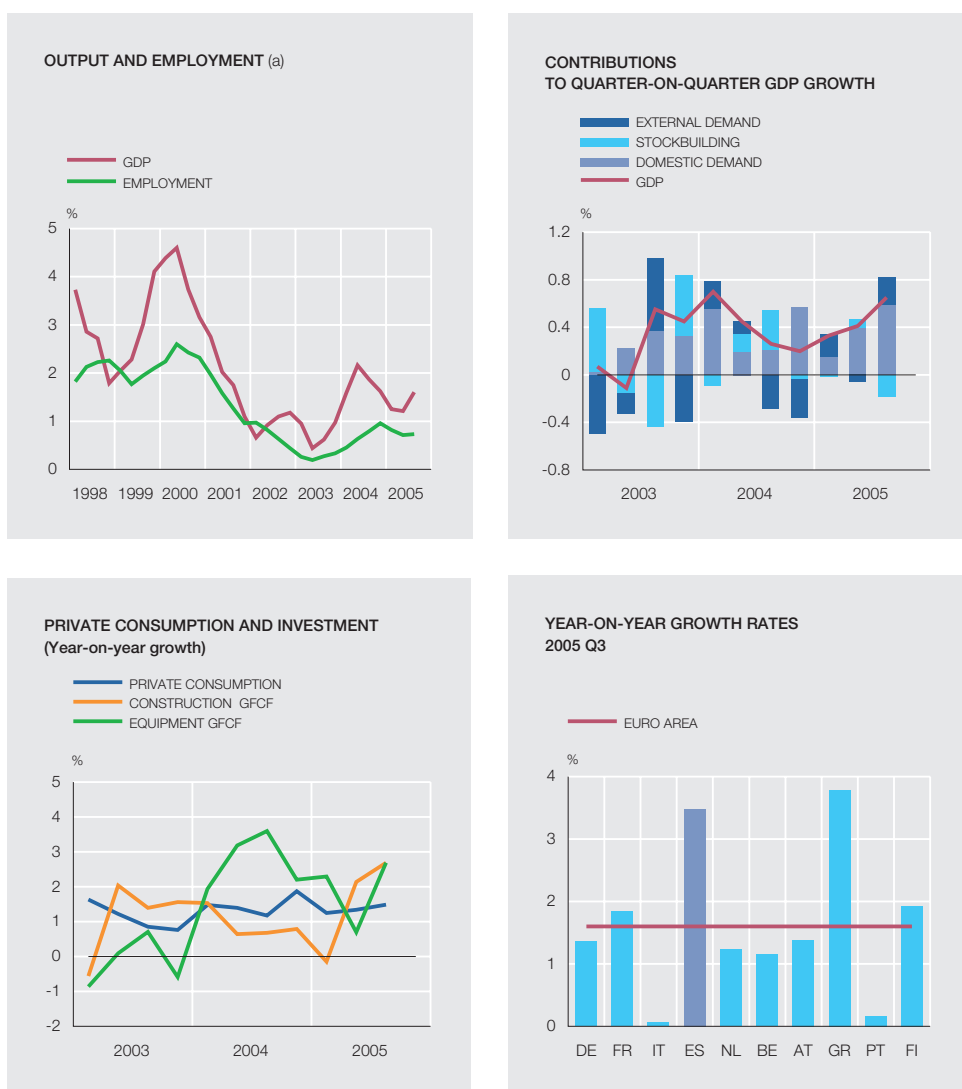 OUTPUT AND EMPLOYMENT (a)
GDP
EMPLOYMENT
%
5
4
3
2
1
0
1998 1999 2000 2001 2002 2003 2004 2005
CONTRIBUTIONS
TO QUARTER-ON-QUARTER GDP GROWTH
EXTERNAL DEMAND
STOCKBUILDING
DOMESTIC DEMAND
GDP
%
1.2
0.8
0.4
0
-0.4
-0.8
2003 2004 2005
PRIVATE CONSUMPTION AND INVESTMENT
(Year-on-year growth)
PRIVATE CONSUMPTION
CONSTRUCTION GFCF
EQUIPMENT GFCF
%
5
4
3
2
1
0
-1
-2
2003 2004 2005
YEAR-ON-YEAR GROWTH RATES
2005 Q3
EURO AREA
%
4
3
2
1
0
DE FR IT ES NL BE AT GR PT FI